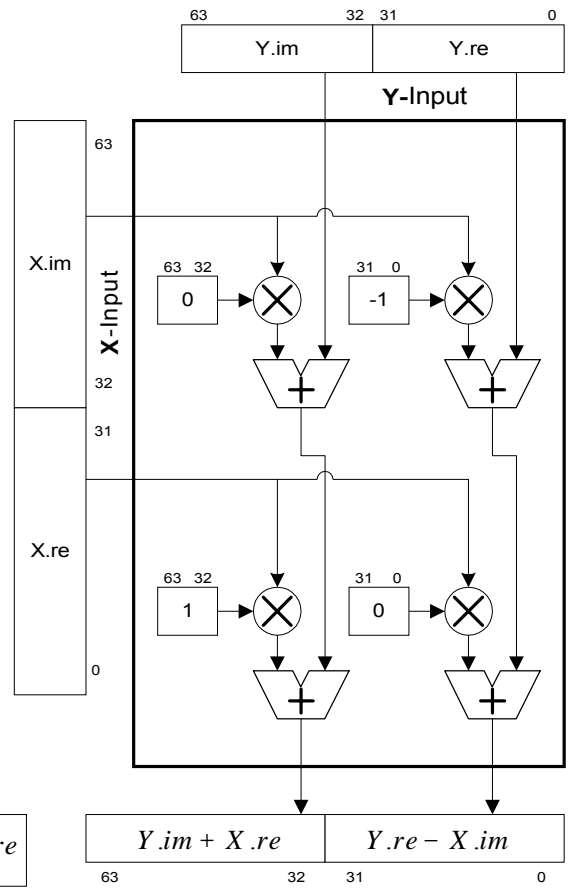 63 32 31 0
Y.im Y.re
Y-Input
63
X.im
X-Input
63 32
31 0
0
-1
+
+
32
31
X.re
63 32
31 0
1
0
+
+
0
re
Y.im + X.re
Y.re − X.im
63 32 31 0